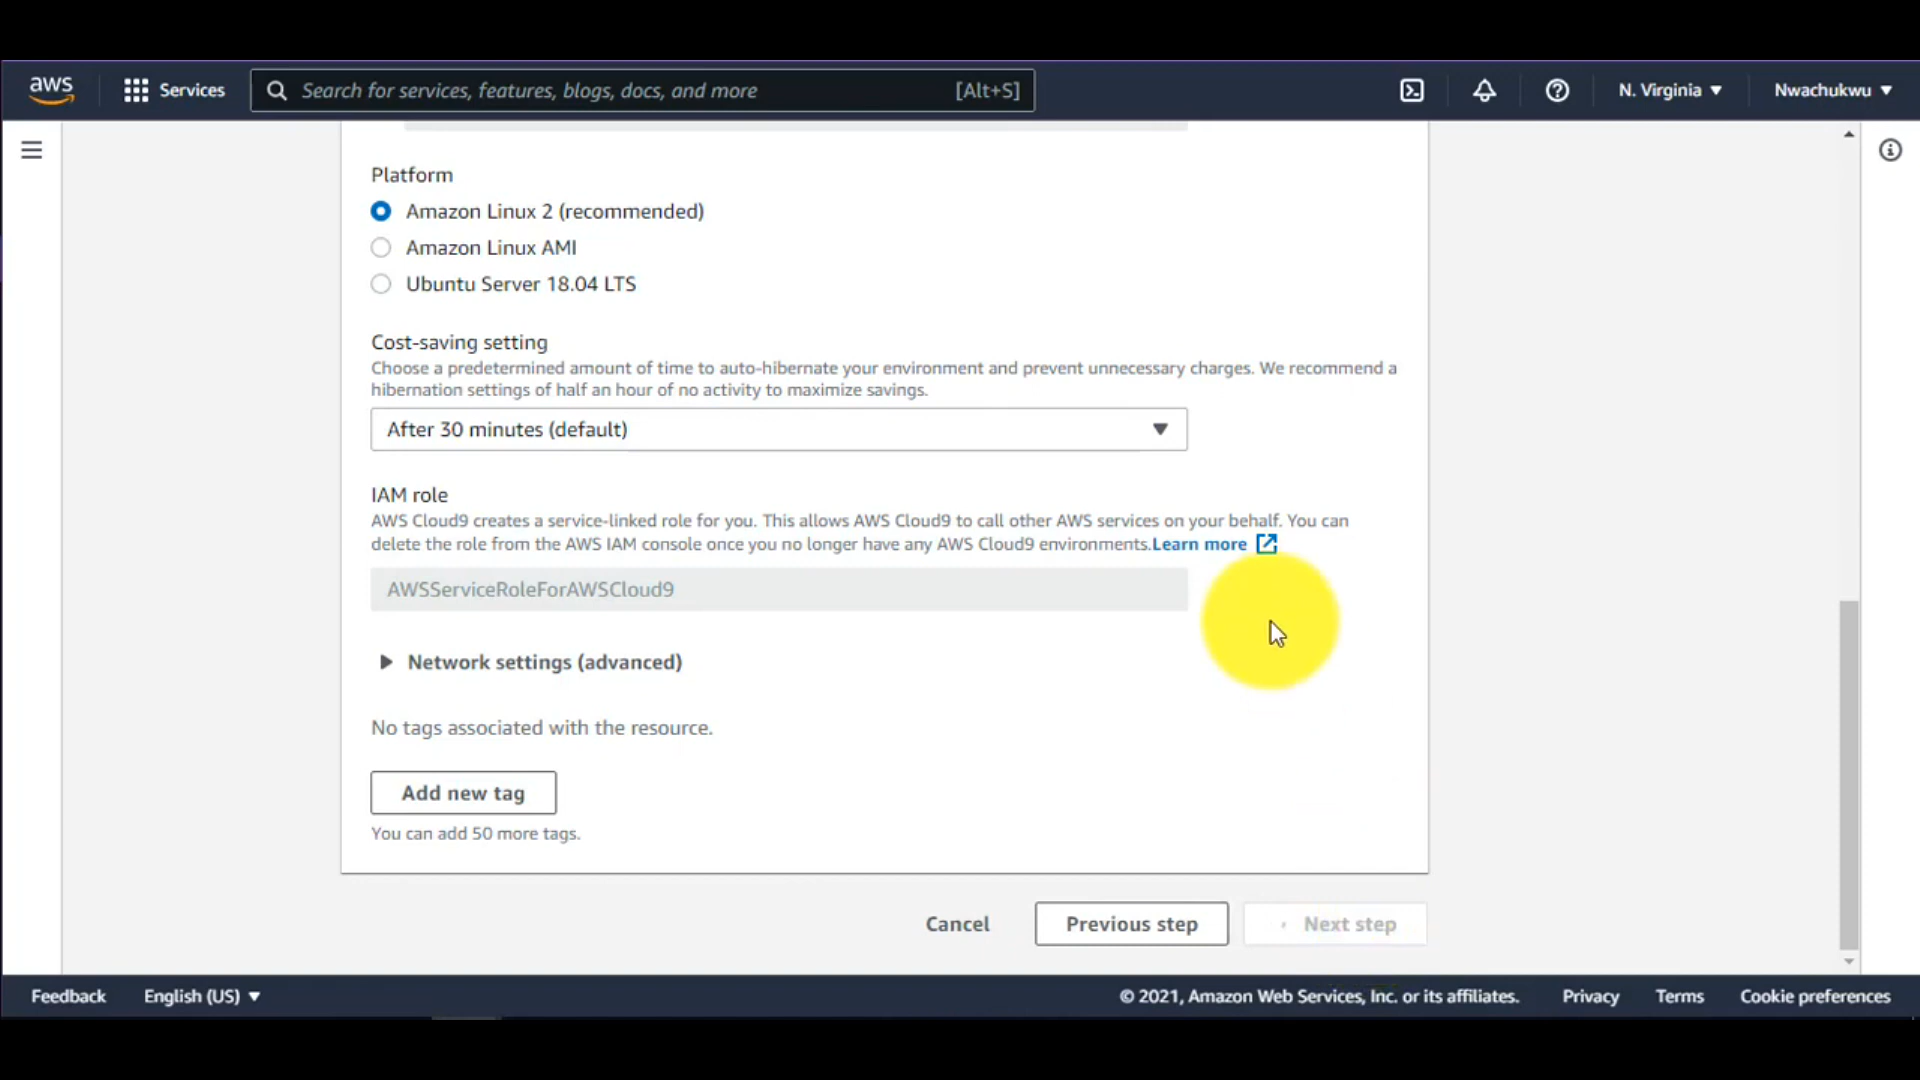 aws
Services
Search for services, features, blogs, docs, and more
[Alt+S]
N. Virginia
Nwachukwu
Platform
Amazon Linux 2 (recommended)
Amazon Linux AMI
Ubuntu Server 18.04 LTS
Cost-saving setting
Choose a predetermined amount of time to auto-hibernate your environment and prevent unnecessary charges. We recommend a
hibernation settings of half an hour of no activity to maximize savings.
After 30 minutes (default)
IAM role
AWS Cloud9 creates a service-linked role for you. This allows AWS Cloud9 to call other AWS services on your behalf. You can
delete the role from the AWS IAM console once you no longer have any AWS Cloud9 environments.Learn more
AWSServiceRoleForAWSCloud9
Network settings (advanced)
No tags associated with the resource.
Add new tag
You can add 50 more tags.
Cancel
Previous step
Next step
Feedback
English (US)
© 2021, Amazon Web Services, Inc. or its affiliates.
Privacy
Terms
Cookie preferences